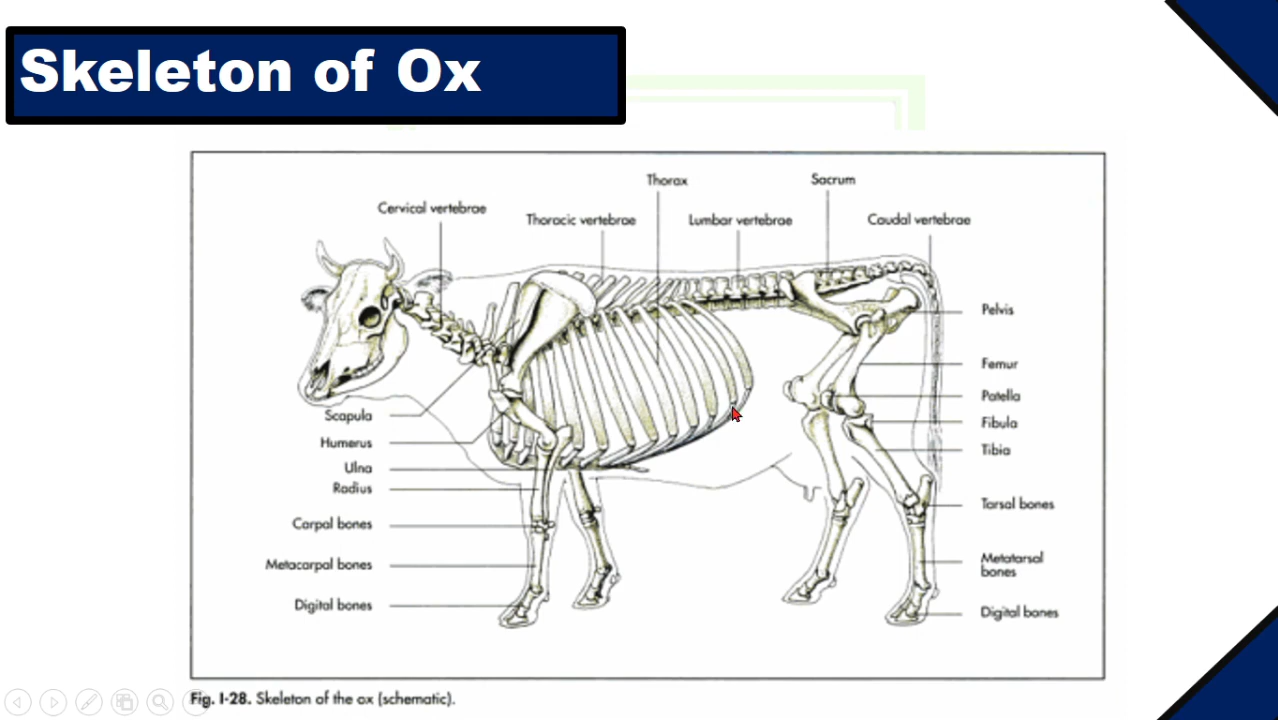 Skeleton of Ox
Thorax
Sacrum
Cervical vertebrae
Thoracic vertebrae
Lumbar vertebrae
Caudal vertebrae
Pelvis
Femur
Patella
Fibula
Tibia
Tarsal bones
Metatarsal
bones
Digital bones
Scapula
Humerus
Ulna
Radius
Carpal bones
Metacarpal bones
Digital bones
Fig. I-28. Skeleton of the ox (schematic).